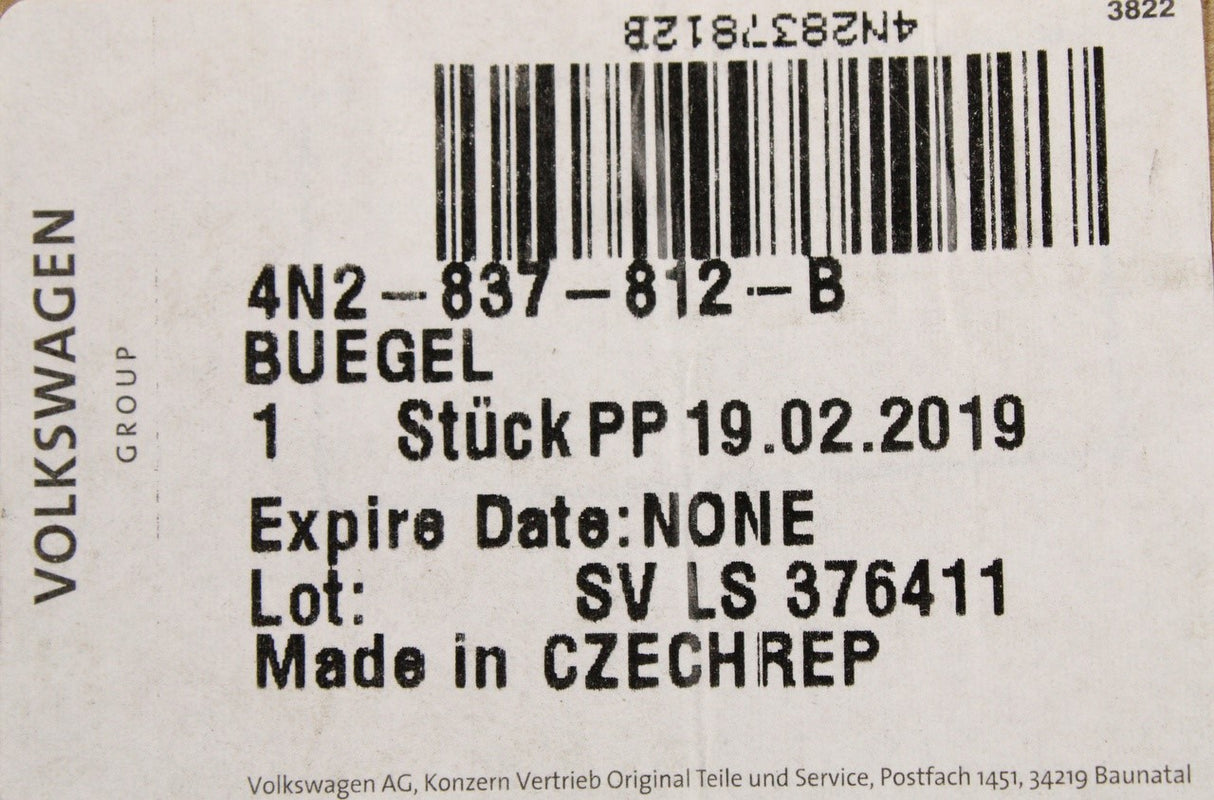 3822
4N2837812B
4N2-837-812-B
BUEGEL
1 Stück PP 19.02.2019
Expire Date:NONE
Lot: SV LS 376411
Made in CZECHREP
VOLKSWAGEN
GROUP
Volkswagen AG, Konzern Vertrieb Original Teile und Service, Postfach 1451, 34219 Baunatal